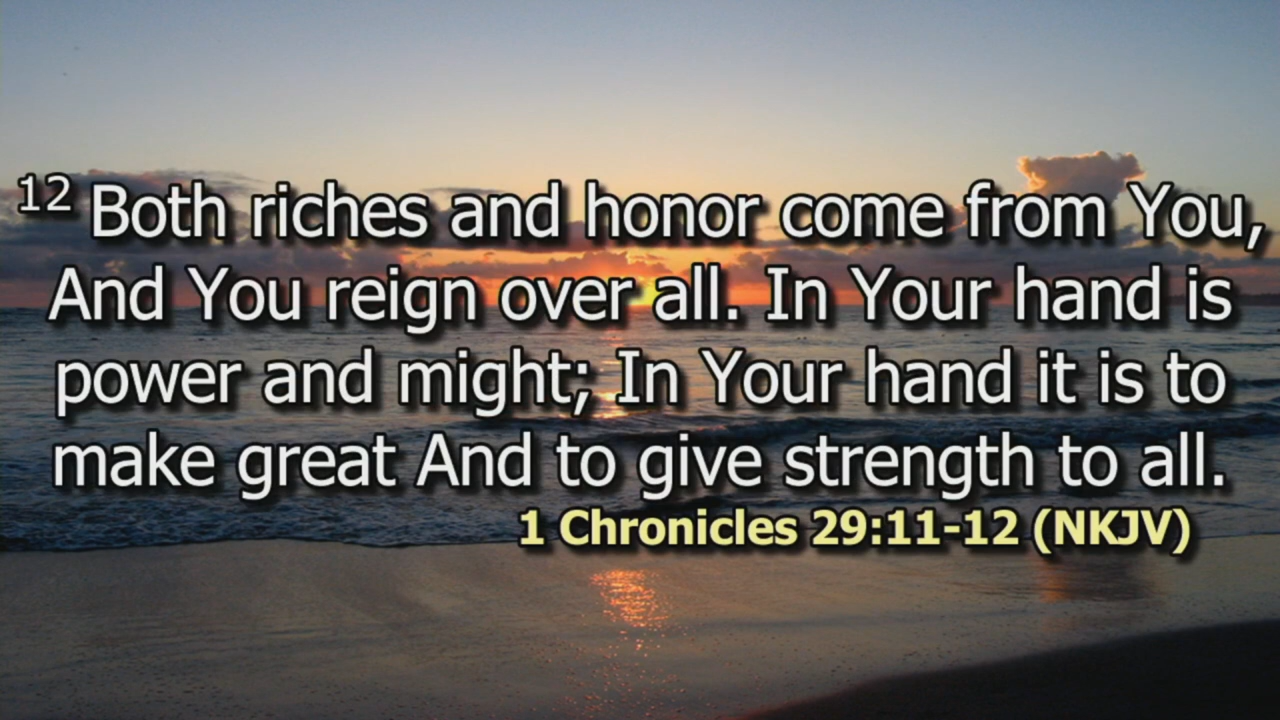 12 Both riches and honor come from You,
And You reign over all. In Your hand is
power and might; In Your hand it is to
make great And to give strength to all.
1 Chronicles 29:11-12 (NKJV)